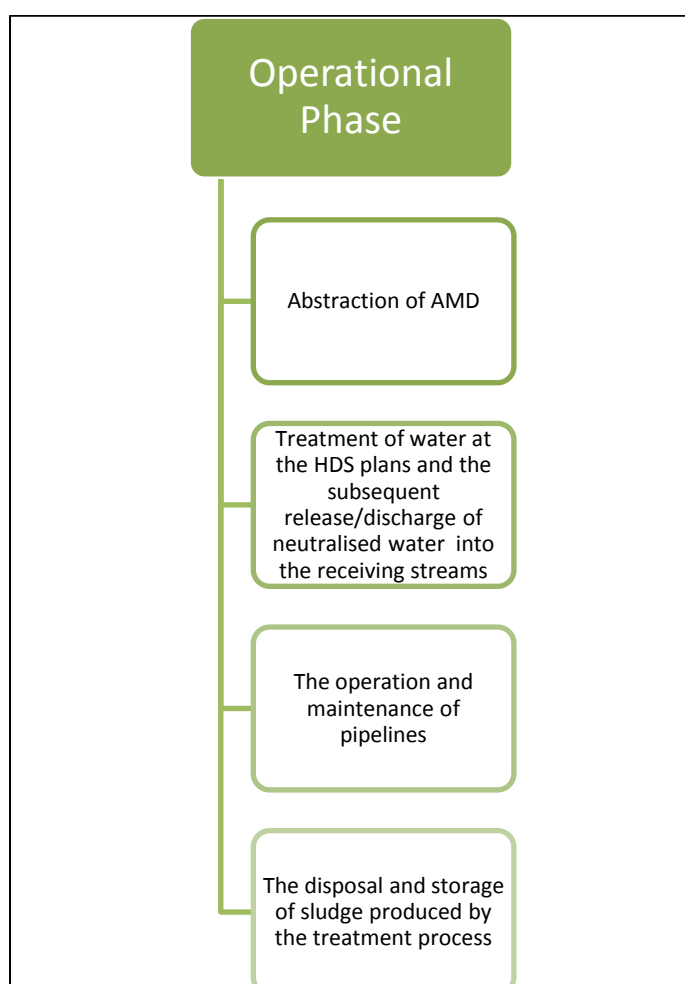 Operational
Phase
Abstraction of AMD
Treatment of water at
the HDS plans and the
subsequent
release/discharge of
neutralised water into
the receiving streams
The operation and
maintenance of
pipelines
The disposal and storage
of sludge produced by
the treatment process